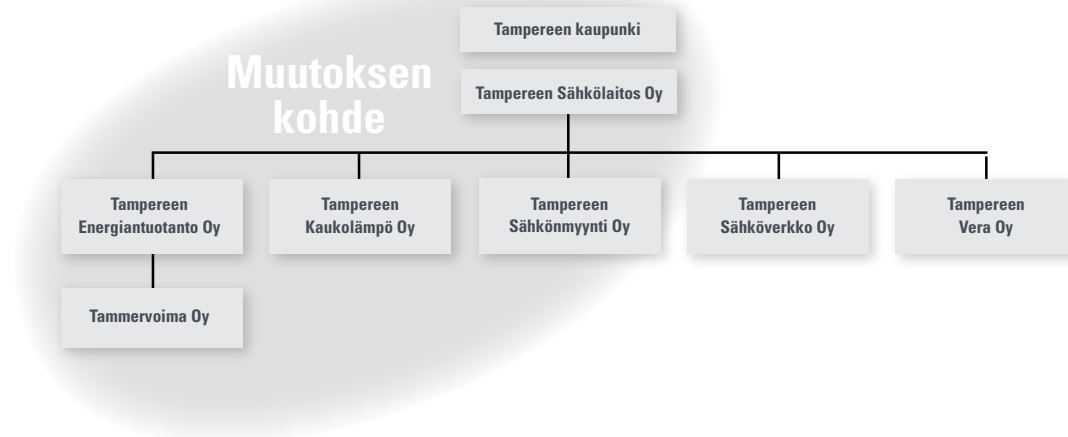 Tampereen kaupunki
Muutoksen
kohde
Tampereen Sähkölaitos Oy
Tampereen
Energiantuotanto Oy
Tampereen
Kaukolämpö Oy
Tampereen
Sähkönmyynti Oy
Tampereen
Sähköverkko Oy
Tampereen
Vera Oy
Tammervoima Oy